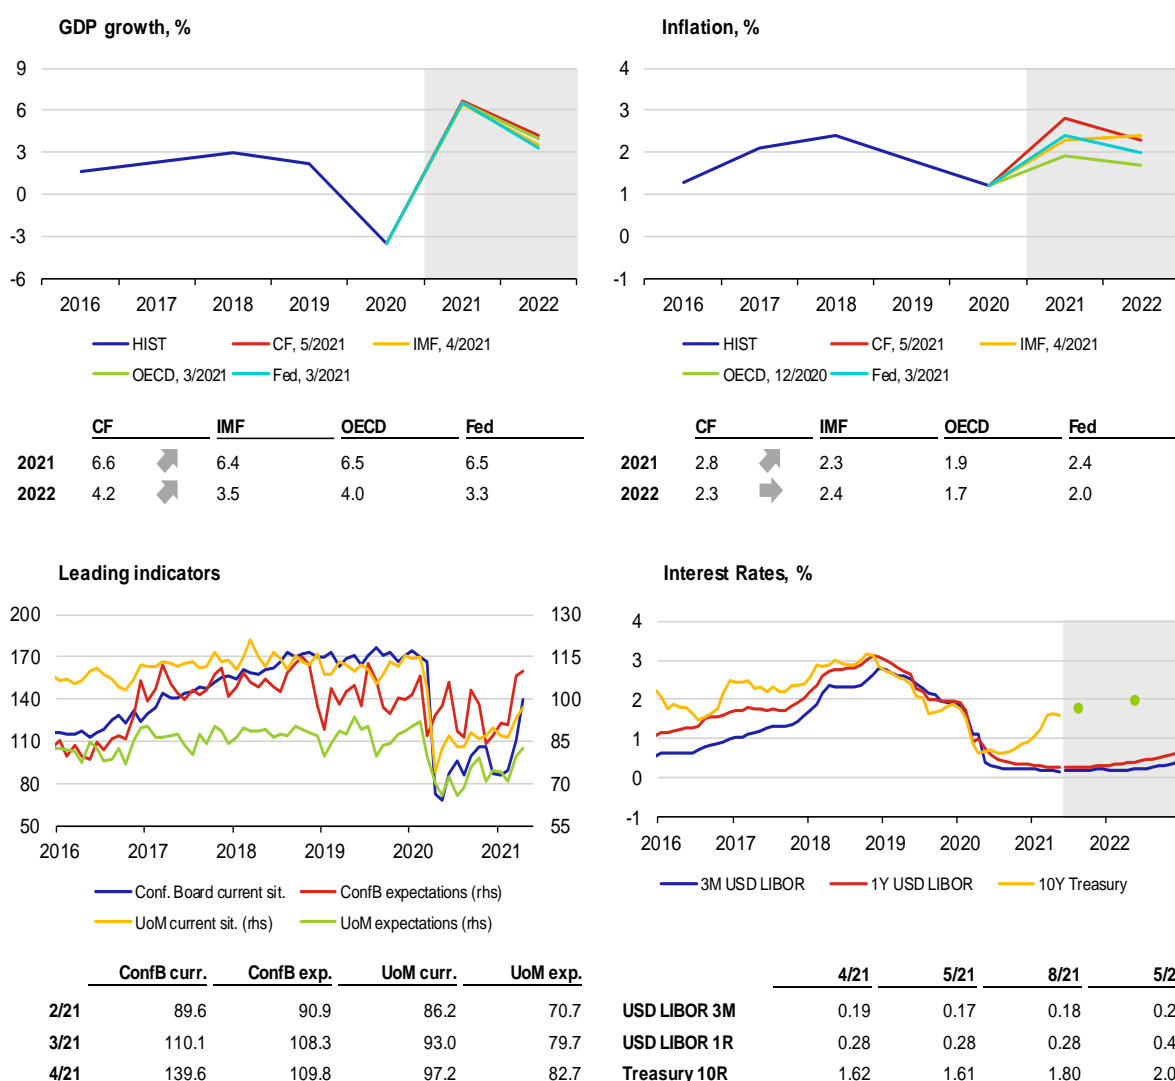 GDP growth, %
9
6
3
0
-3
-6
2016 2017 2018 2019 2020 2021 2022
HIST CF, 5/2021 IMF, 4/2021
OECD, 3/2021 Fed, 3/2021
CF IMF OECD Fed
2021 6.6 6.4 6.5 6.5
2022 4.2 3.5 4.0 3.3
Inflation, %
4
3
2
1
0
-1
2016 2017 2018 2019 2020 2021 2022
HIST CF, 5/2021 IMF, 4/2021
OECD, 12/2020 Fed, 3/2021
CF IMF OECD Fed
2021 2.8 2.3 1.9 2.4
2022 2.3 2.4 1.7 2.0
Leading indicators
200 130
170 115
140 100
110 85
80 70
50 55
2016 2017 2018 2019 2020 2021
Conf. Board current sit. ConfB expectations (rhs)
UoM current sit. (rhs) UoM expectations (rhs)
ConfB curr. ConfB exp. UoM curr. UoM exp.
2/21 89.6 90.9 86.2 70.7
3/21 110.1 108.3 93.0 79.7
4/21 139.6 109.8 97.2 82.7
Interest Rates, %
4
3
2
1
0
-1
2016 2017 2018 2019 2020 2021 2022
3M USD LIBOR 1Y USD LIBOR 10Y Treasury
4/21 5/21 8/21
USD LIBOR 3M 0.19 0.17 0.18
USD LIBOR 1R 0.28 0.28 0.28
Treasury 10R 1.62 1.61 1.80